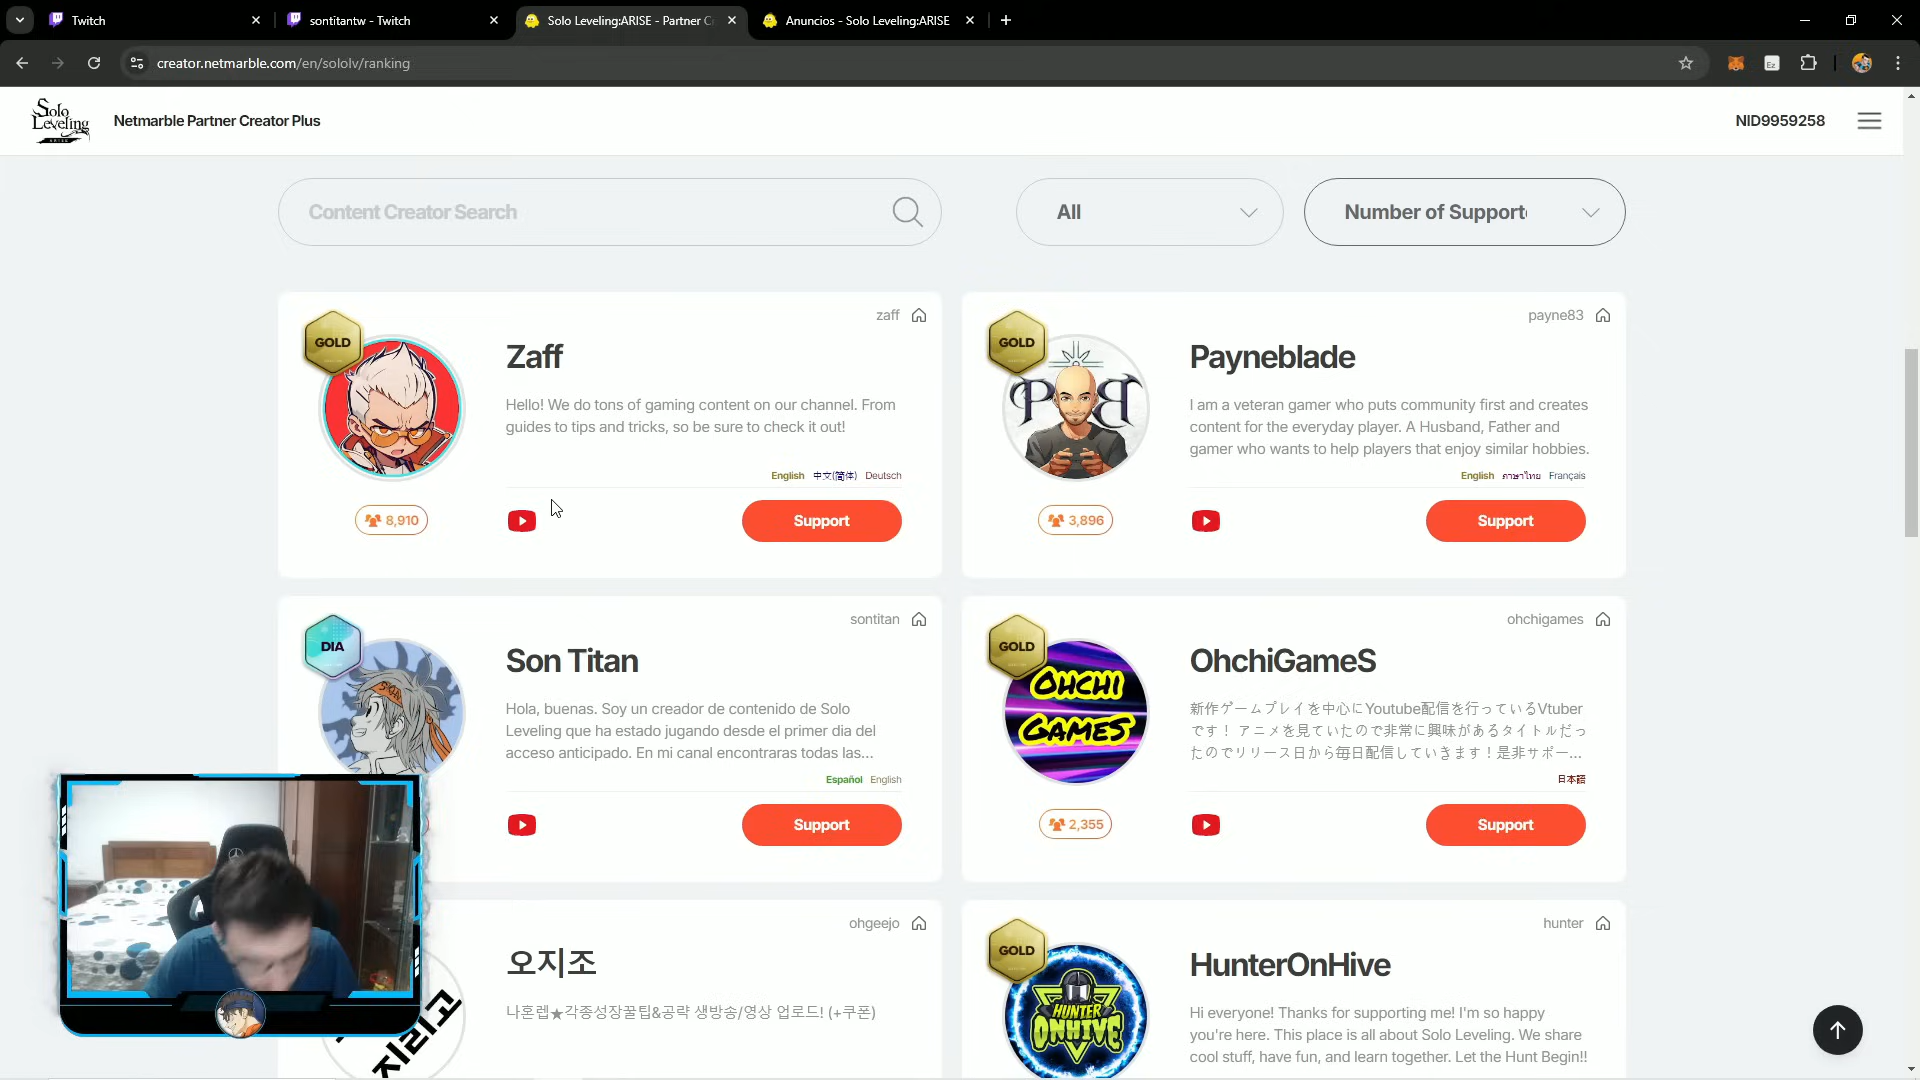 Twitch
sontitantw - Twitch
Solo Leveling:ARISE - Partner C
Anuncios - Solo Leveling:ARISE
creator.netmarble.com/en/sololv/ranking
Solo
Leveling
ARISE
Netmarble Partner Creator Plus
NID9959258
Content Creator Search
All
Number of Support
GOLD
zaff
Zaff
Hello! We do tons of gaming content on our channel. From
guides to tips and tricks, so be sure to check it out!
English 中文(简体) Deutsch
8,910
Support
GOLD
payne83
Payneblade
I am a veteran gamer who puts community first and creates
content for the everyday player. A Husband, Father and
gamer who wants to help players that enjoy similar hobbies.
English ภาษาไทย Français
3,896
Support
DIA
sontitan
Son Titan
Hola, buenas. Soy un creador de contenido de Solo
Leveling que ha estado jugando desde el primer dia del
acceso anticipado. En mi canal encontraras todas las...
Español English
Support
GOLD
ohchigames
OHCHI
GAMES
OhchiGameS
新作ゲームプレイを中心にYoutube配信を行っているVtuber
です！ アニメを見ていたので非常に興味があるタイトルだっ
たのでリリース日から毎日配信していきます！是非サポー...
日本語
2,355
Support
ohgeejo
오지조
나혼렙★각종성장꿀팁&공략 생방송/영상 업로드! (+쿠폰)
GOLD
hunter
HUNTER
ONHIVE
HunterOnHive
Hi everyone! Thanks for supporting me! I'm so happy
you're here. This place is all about Solo Leveling. We share
cool stuff, have fun, and learn together. Let the Hunt Begin!!